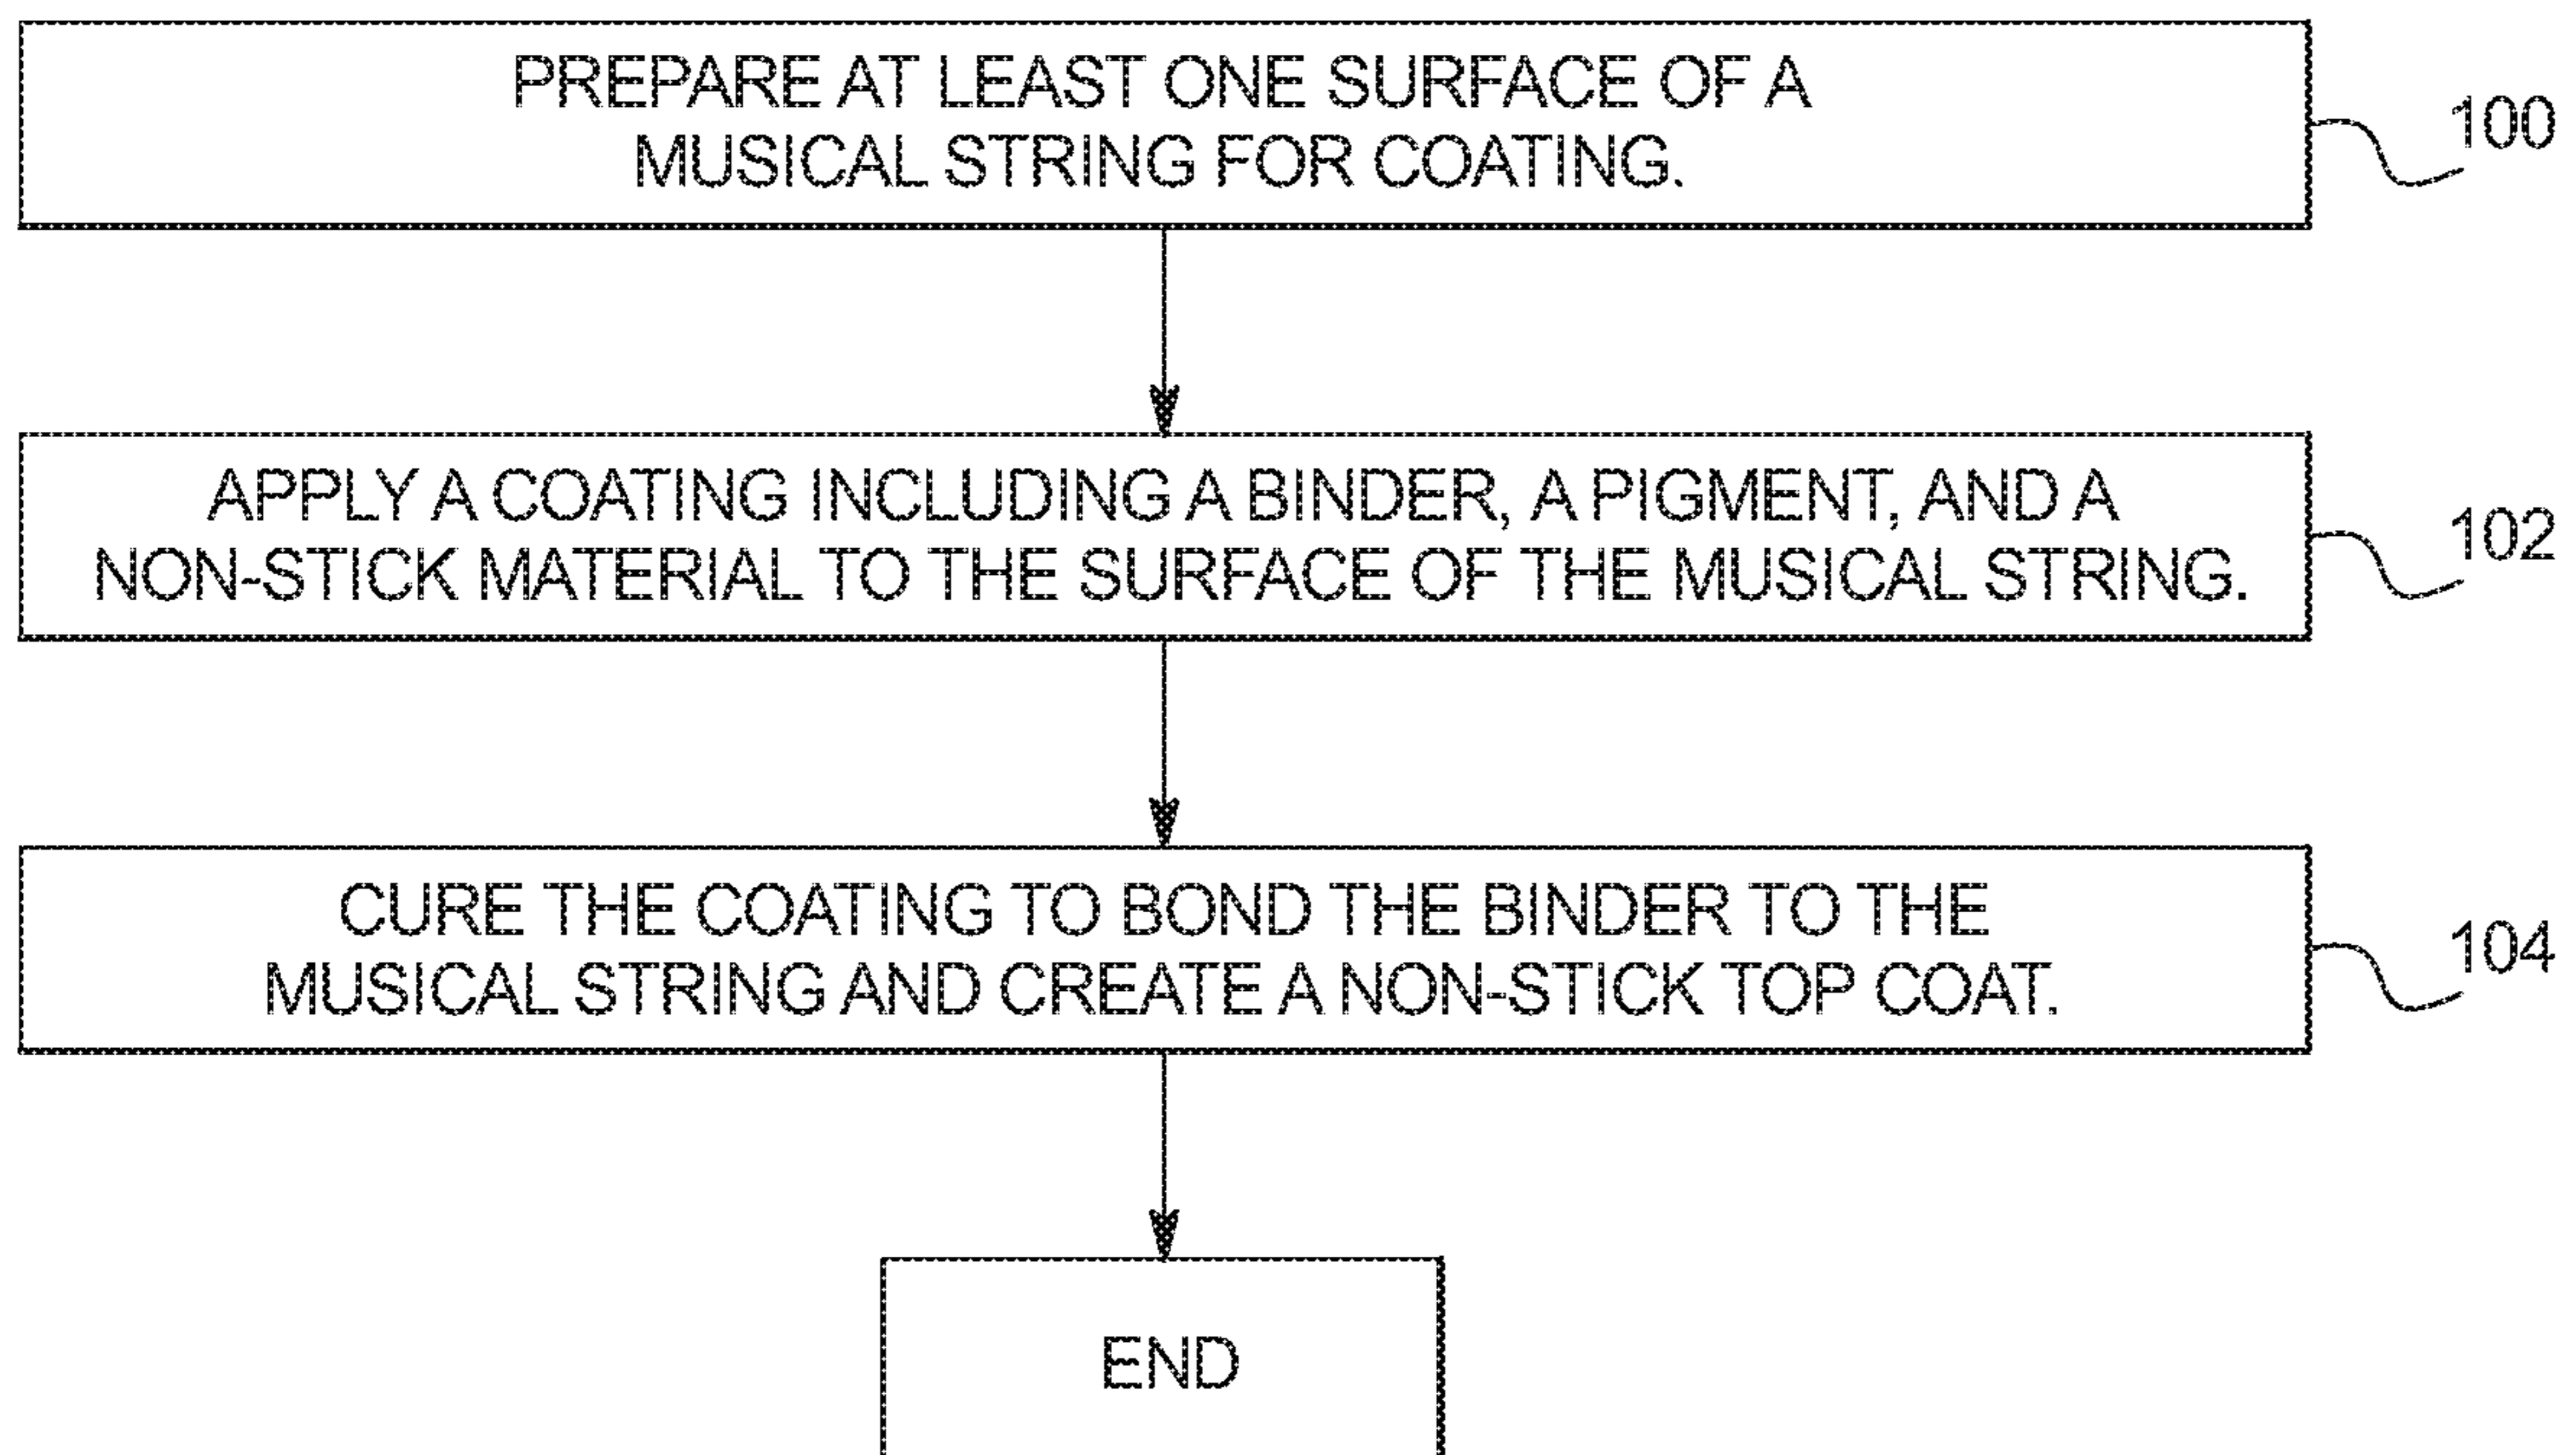 PREPARE AT LEAST ONE SURFACE OF A
MUSICAL STRING FOR COATING.
100
APPLY A COATING INCLUDING A BINDER, A PIGMENT, AND A
NON-STICK MATERIAL TO THE SURFACE OF THE MUSICAL STRING.
102
CURE THE COATING TO BOND THE BINDER TO THE
MUSICAL STRING AND CREATE A NON-STICK TOP COAT.
104
END